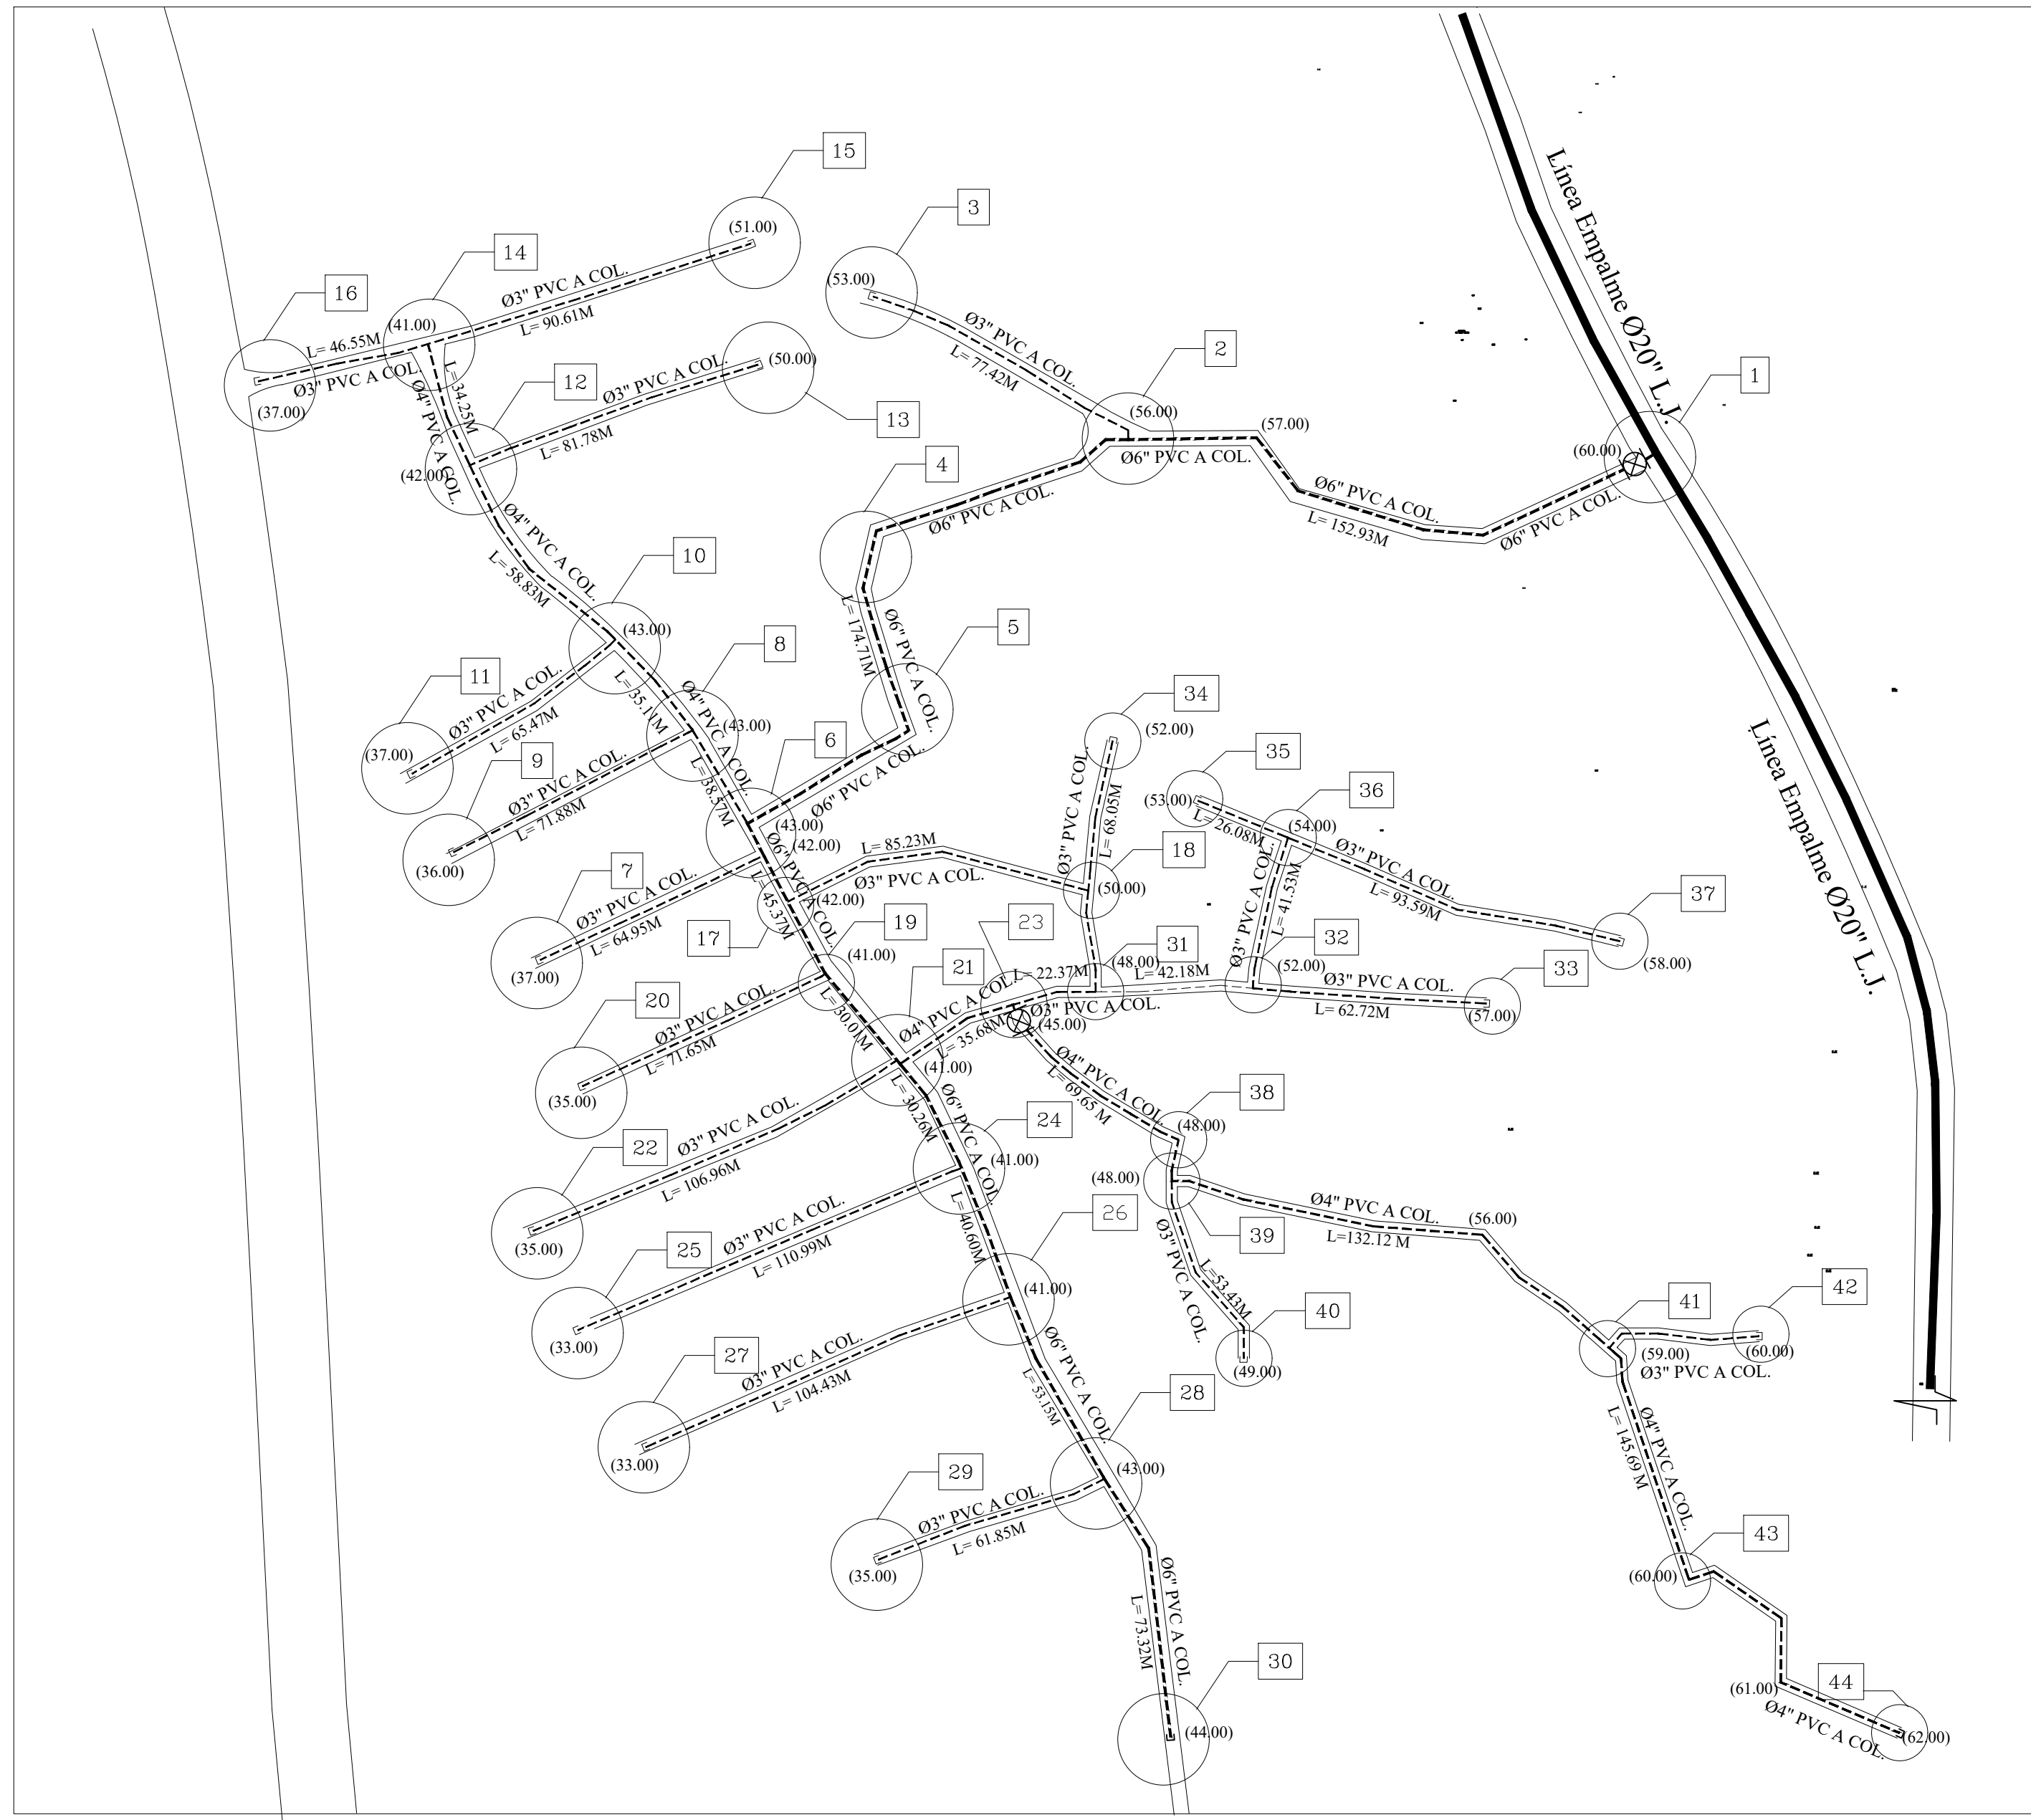 15
(51.00)
3
(53.00)
14
Ø3" PVC A COL.
L= 90.61M
16
L= 46.55M
(41.00)
Ø3" PVC A COL.
(37.00)
Línea Empalme Ø20" L.J.
Ø3" PVC A COL.
L= 77.42M
2
(56.00)
(57.00)
1
(60.00)
12
L=34.25M
Ø4" PVC A COL.
(42.00)
Ø3" PVC A COL.
L= 81.78M
(50.00)
13
Ø6" PVC A COL.
Ø6" PVC A COL.
L= 152.93M
Ø6" PVC A COL.
4
Ø6" PVC A COL.
Ø4" PVC A COL.
L= 58.83M
10
(43.00)
L= 174.71M
Ø6" PVC A COL.
5
8
11
Ø3" PVC A COL.
L= 65.47M
(37.00)
L= 35.11M
Ø4" PVC A COL.
(43.00)
6
L= 38.57M
Ø6" PVC A COL.
9
Ø3" PVC A COL.
L= 71.88M
(36.00)
(43.00)
(42.00)
34
(52.00)
Ø3" PVC A COL.
L= 68.05M
35
(53.00)
L= 26.08M
36
(54.00)
Línea Empalme Ø20" L.J.
7
Ø3" PVC A COL.
L= 64.95M
(37.00)
L= 45.37M
Ø6" PVC A COL.
L= 85.23M
Ø3" PVC A COL.
(42.00)
17
18
(50.00)
Ø3" PVC A COL.
L= 41.53M
Ø3" PVC A COL.
L= 93.59M
37
(58.00)
19
(41.00)
20
Ø3" PVC A COL.
L= 71.65M
(35.00)
L= 30.01M
21
23
31
(48.00)
L= 22.37M
L= 42.18M
32
(52.00)
Ø3" PVC A COL.
L= 62.72M
33
(57.00)
Ø4" PVC A COL.
L= 35.68M
Ø3" PVC A COL.
(45.00)
(41.00)
22
Ø3" PVC A COL.
L= 106.96M
(35.00)
L= 30.26M
Ø6" PVC A COL.
24
(41.00)
Ø4" PVC A COL.
L= 69.65 M
38
(48.00)
(48.00)
39
25
Ø3" PVC A COL.
L= 110.99M
(33.00)
L= 40.60M
26
(41.00)
Ø3" PVC A COL.
L=53.43M
40
(49.00)
Ø4" PVC A COL.
L=132.12 M
(56.00)
41
(59.00)
Ø3" PVC A COL.
42
(60.00)
27
Ø3" PVC A COL.
L= 104.43M
(33.00)
L= 53.15M
Ø6" PVC A COL.
28
(43.00)
L= 145.69 M
Ø4" PVC A COL.
29
Ø3" PVC A COL.
L= 61.85M
(35.00)
43
(60.00)
L= 73.32M
Ø6" PVC A COL.
30
(44.00)
44
(61.00)
Ø4" PVC A COL.
(62.00)